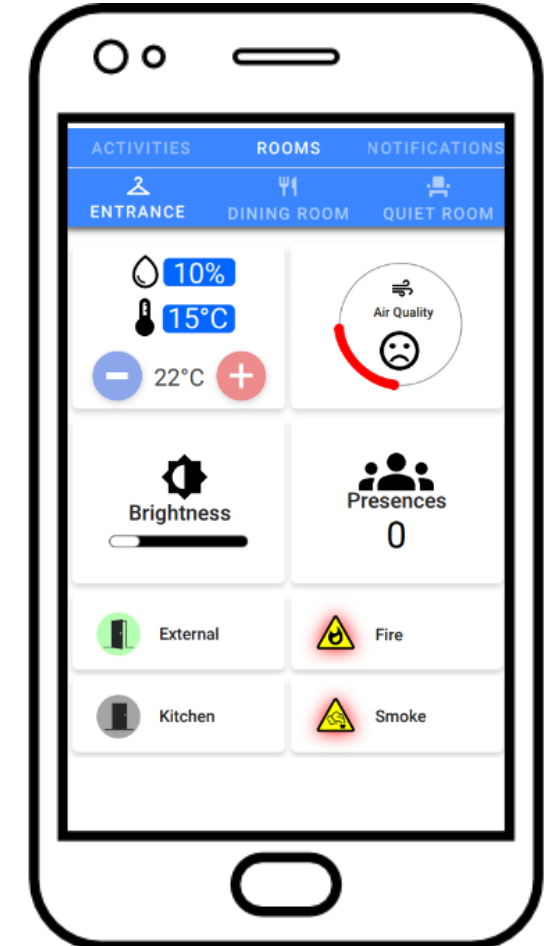 ACTIVITIES ROOMS NOTIFICATIONS
ENTRANCE DINING ROOM QUIET ROOM
10%
15°C
22°C
Air Quality
Brightness
Presences
0
External
Fire
Kitchen
Smoke